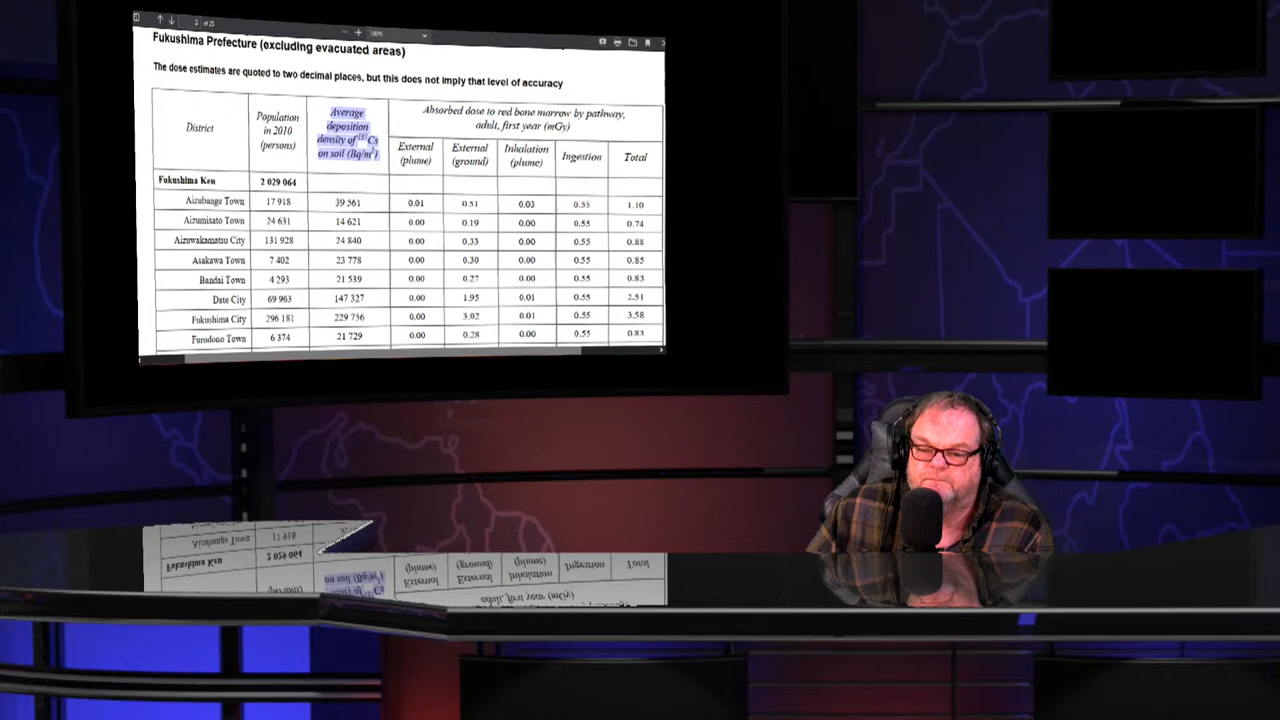 2 of 25
180%
Fukushima Prefecture (excluding evacuated areas)
The dose estimates are quoted to two decimal places, but this does not imply that level of accuracy
District Population in 2010 (persons) Average deposition density of 137Cs on soil (Bq/m2) Absorbed dose to red bone marrow by pathway, adult, first year (mGy)
External (plume) External (ground) Inhalation (plume) Ingestion Total
Fukushima Ken 2 029 064
Aizubange Town 17 918 39 561 0.01 0.51 0.03 0.55 1.10
Aizumisato Town 24 631 14 621 0.00 0.19 0.00 0.55 0.74
Aizuwakamatsu City 131 928 24 840 0.00 0.33 0.00 0.55 0.88
Asakawa Town 7 402 23 778 0.00 0.30 0.00 0.55 0.85
Bandai Town 4 293 21 539 0.00 0.27 0.00 0.55 0.83
Date City 69 963 147 327 0.00 1.95 0.01 0.55 2.51
Fukushima City 296 181 229 756 0.00 3.02 0.01 0.55 3.58
Furudono Town 6 374 21 729 0.00 0.28 0.00 0.55 0.83